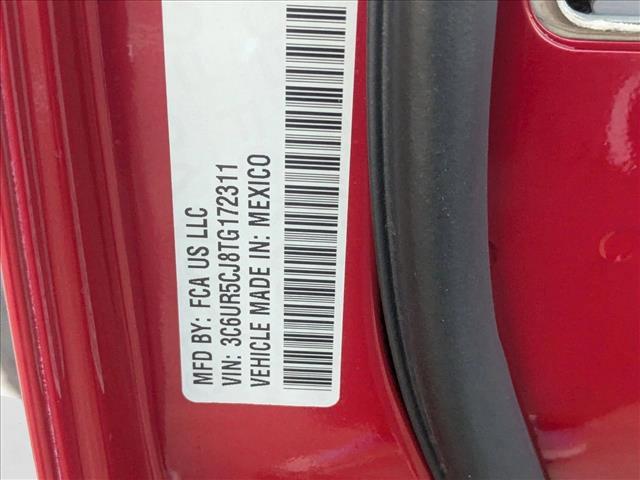 MFD BY: FCA US LLC
VIN: 3C6UR5CJ8TG172311
VEHICLE MADE IN: MEXICO